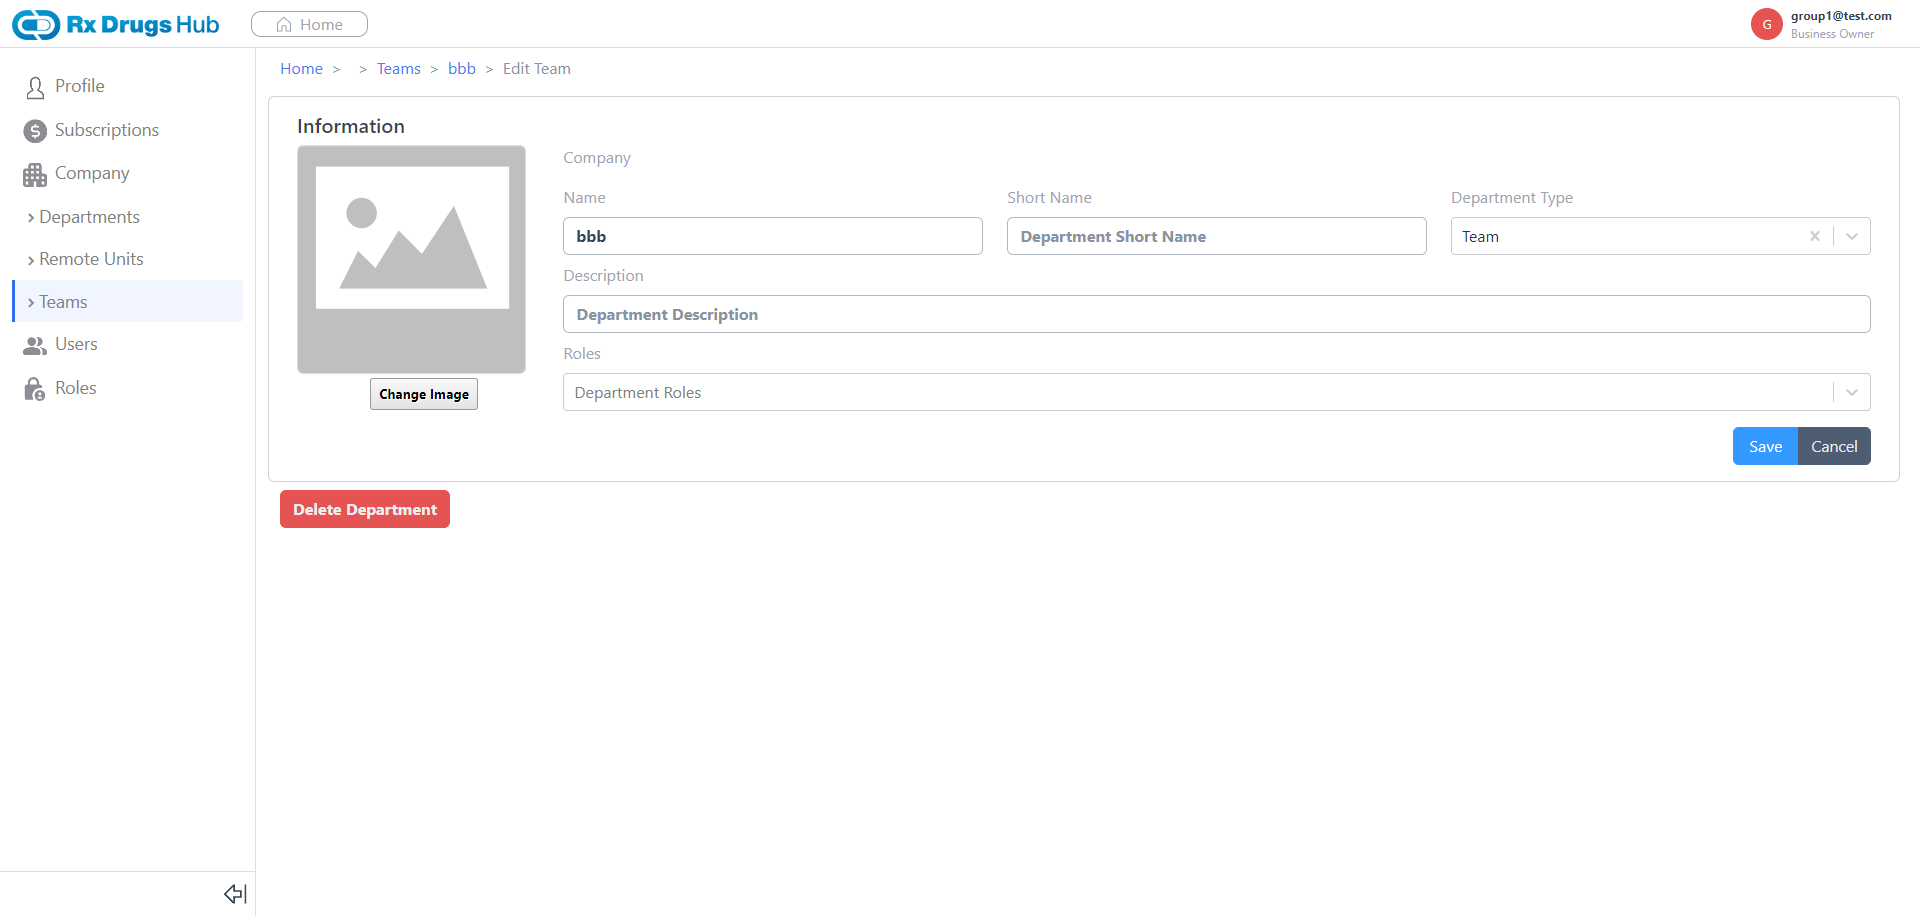 Rx Drugs Hub
Home
G
group1@test.com
Business Owner
Profile
Subscriptions
Company
> Departments
> Remote Units
> Teams
Users
Roles
Home > > Teams > bbb > Edit Team
Information
Change Image
Company
Name Short Name Department Type
bbb Department Short Name Team
Description
Department Description
Roles
Department Roles
Save Cancel
Delete Department